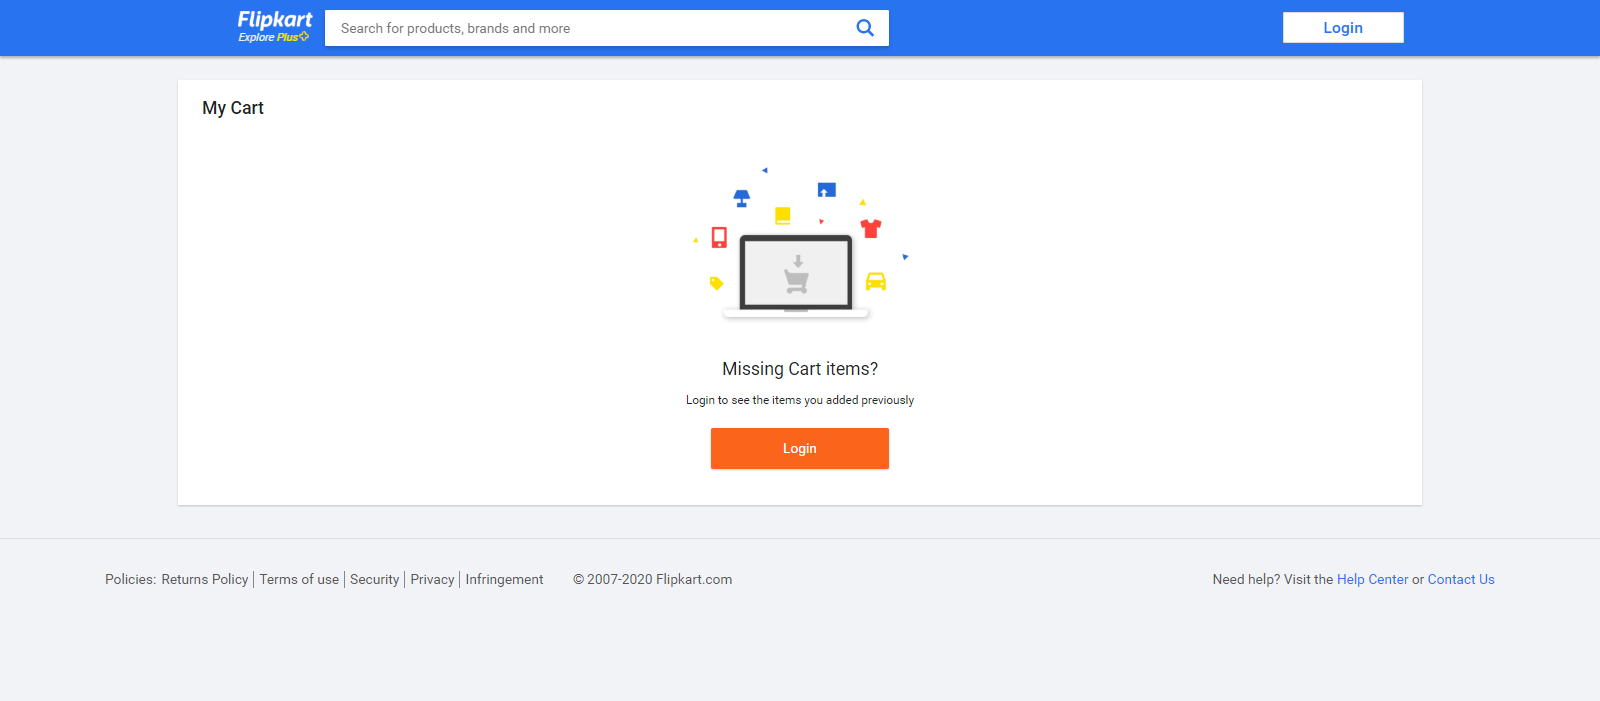 Flipkart
Explore Plus
Search for products, brands and more
Login
My Cart
Missing Cart items?
Login to see the items you added previously
Login
Policies: Returns Policy | Terms of use | Security | Privacy | Infringement © 2007-2020 Flipkart.com
Need help? Visit the Help Center or Contact Us